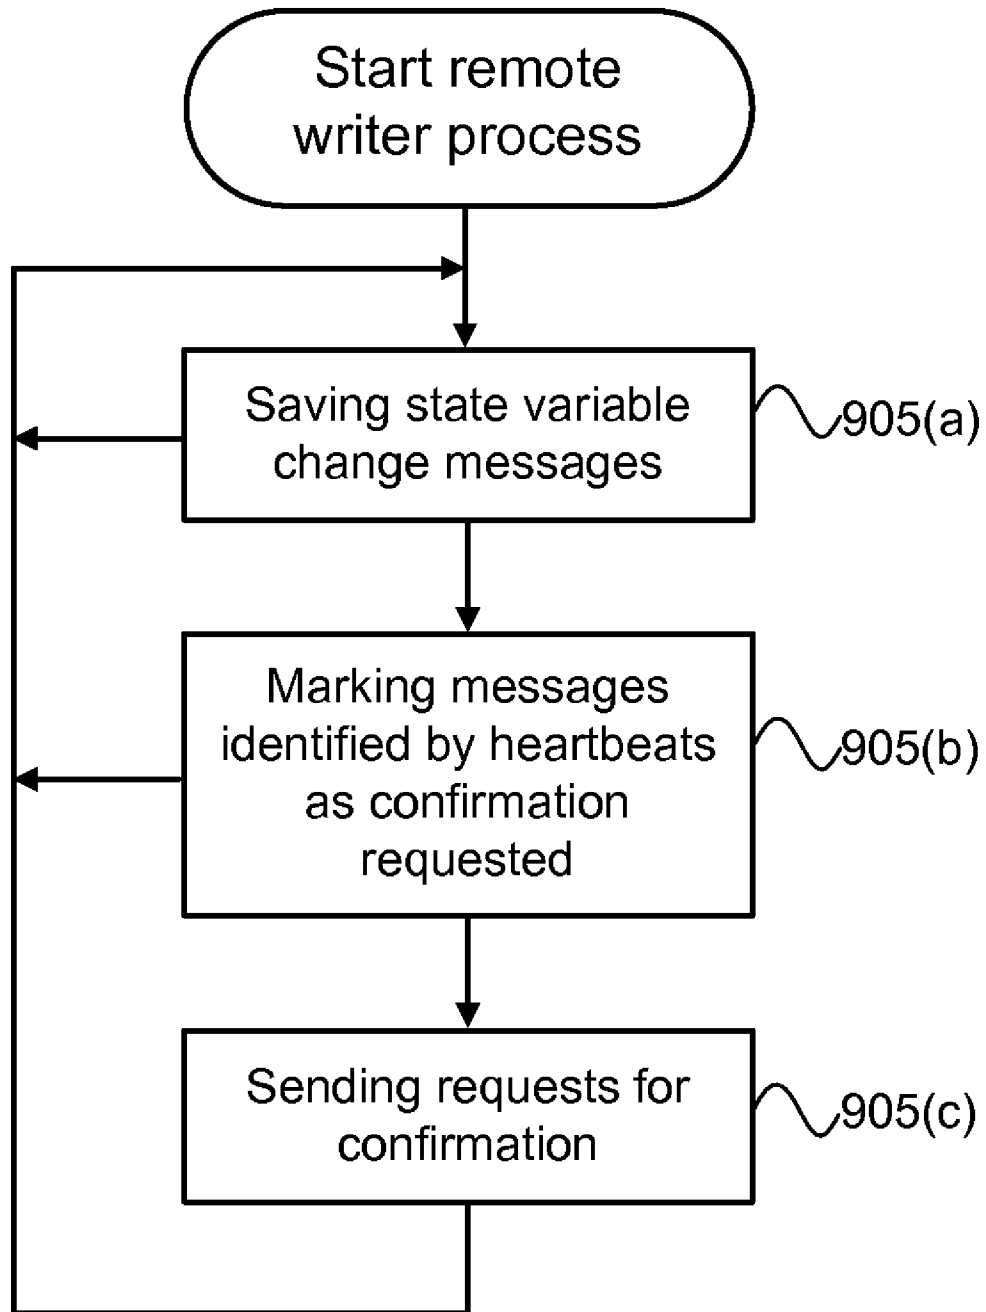 Start remote
writer process
Saving state variable
change messages
905(a)
Marking messages
identified by heartbeats
as confirmation
requested
905(b)
Sending requests for
confirmation
905(c)